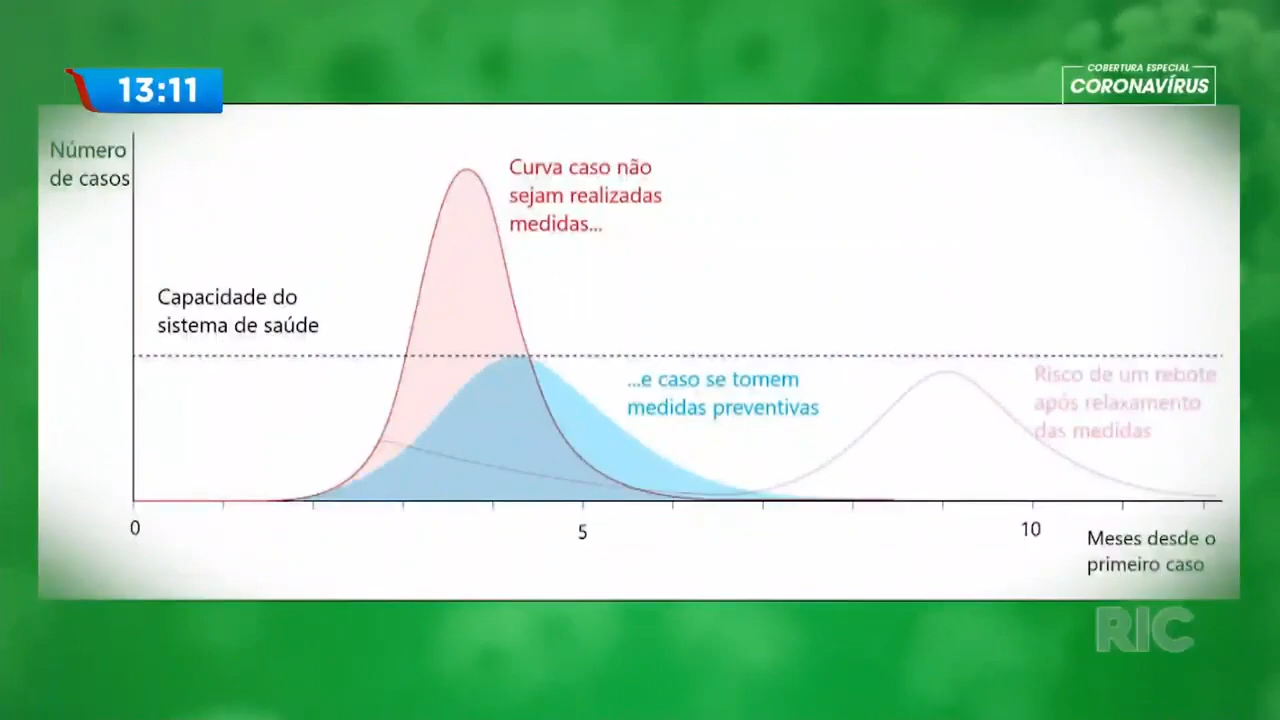 13:11
COBERTURA ESPECIAL
CORONAVÍRUS
Número
de casos
Curva caso não
sejam realizadas
medidas...
Capacidade do
sistema de saúde
...e caso se tomem
medidas preventivas
Risco de um rebote
após relaxamento
das medidas
0
5
10
Meses desde o
primeiro caso
RIC